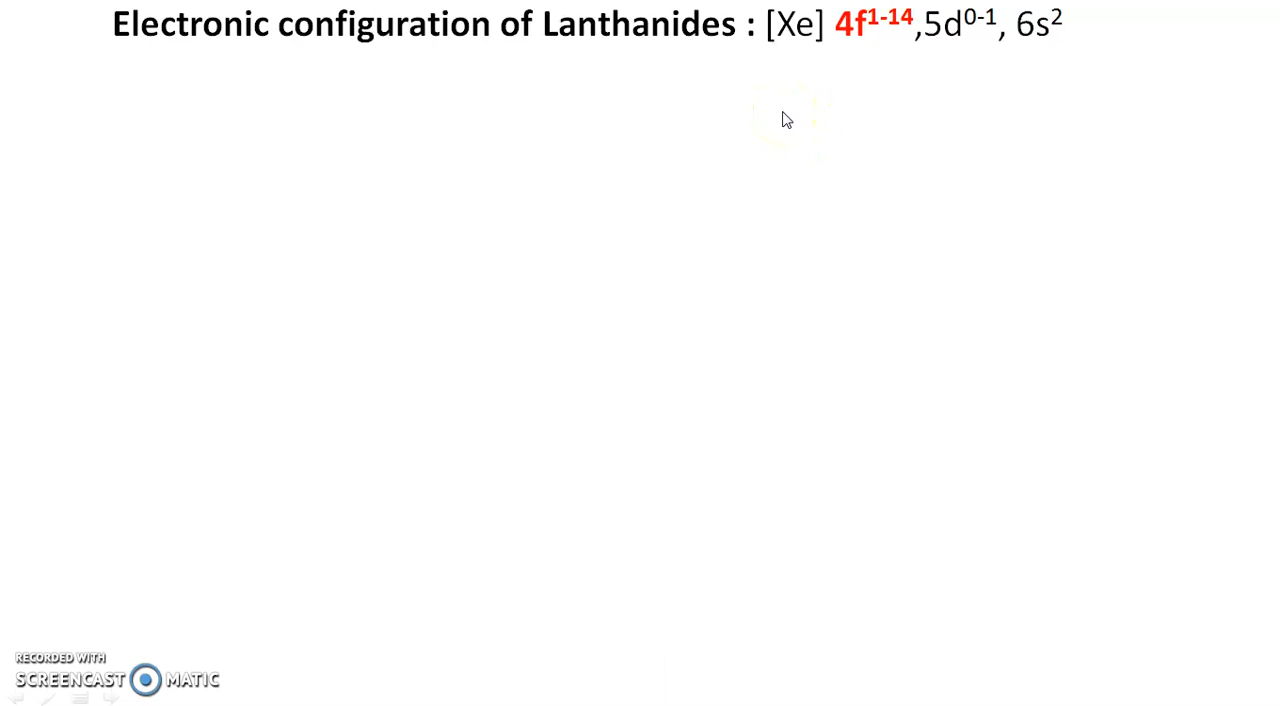 Electronic configuration of Lanthanides : [Xe] 4f¹⁻¹⁴,5d⁰⁻¹, 6s²
RECORDED WITH
SCREENCAST MATIC